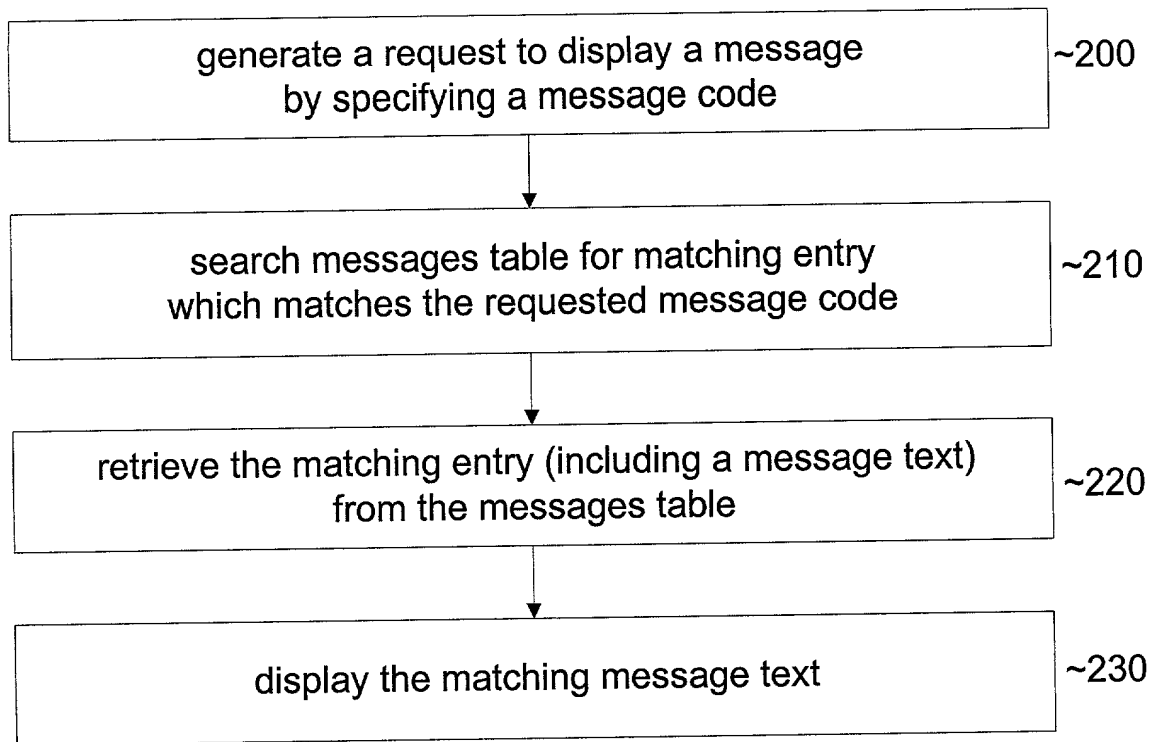 generate a request to display a message
by specifying a message code
~200
search messages table for matching entry
which matches the requested message code
~210
retrieve the matching entry (including a message text)
from the messages table
~220
display the matching message text
~230